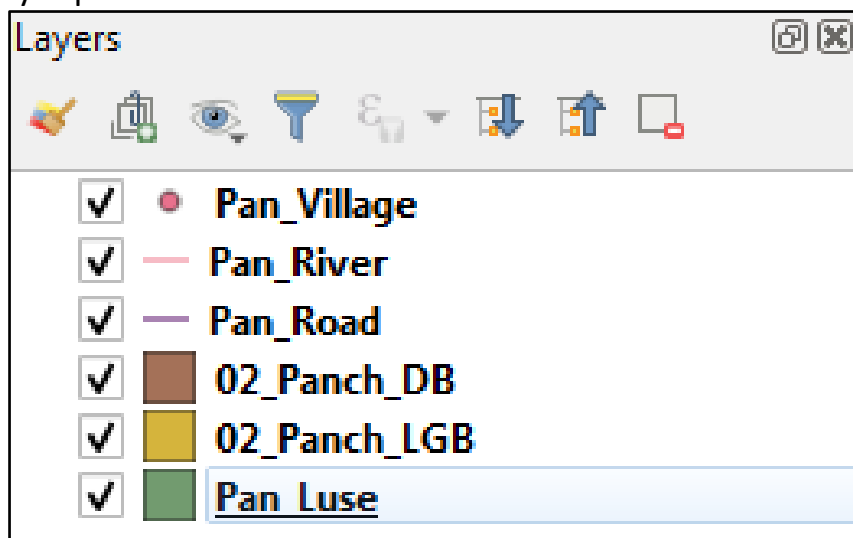 Layers
Pan_Village
Pan_River
Pan_Road
02_Panch_DB
02_Panch_LGB
Pan_Luse